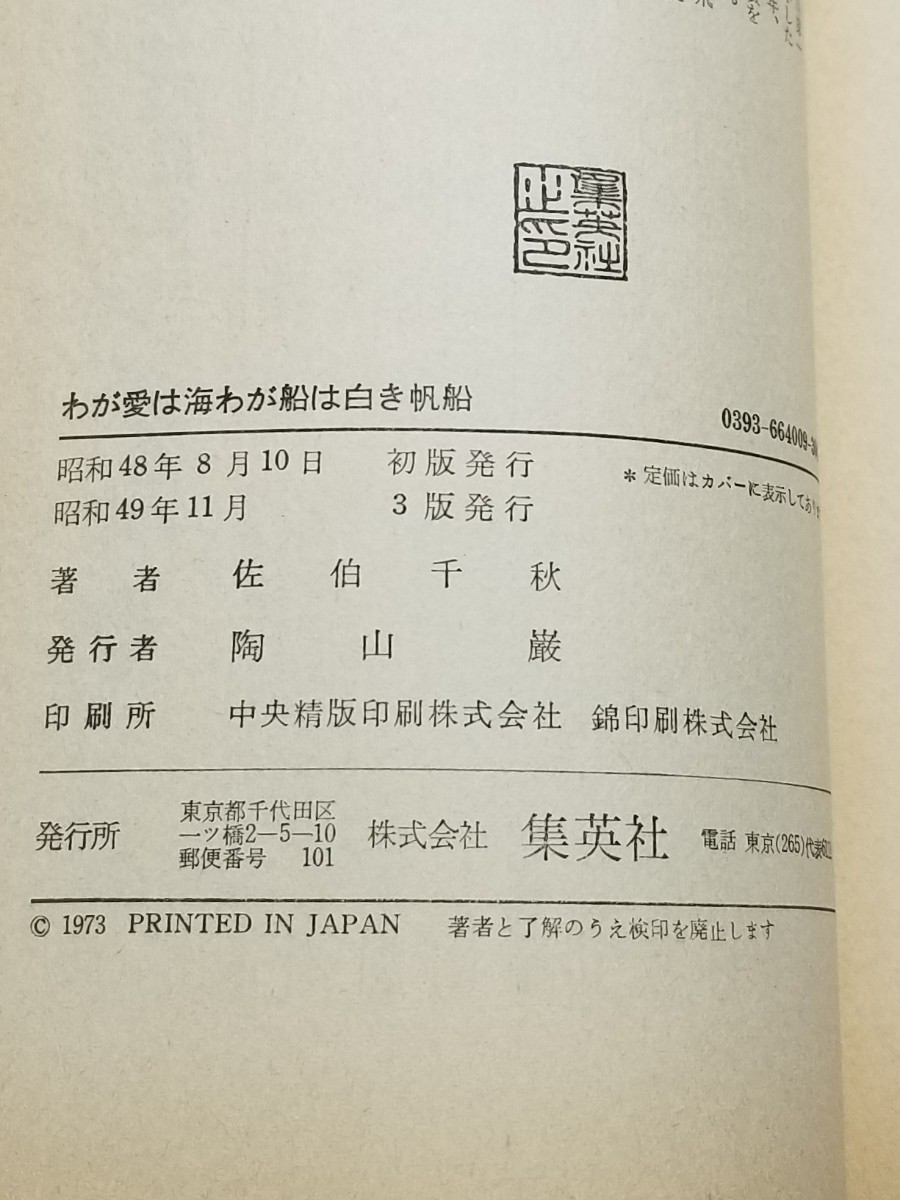 集英社之印
わが愛は海わが船は白き帆船
0393-664009-3
昭和48年8月10日 初版発行
昭和49年11月 3版発行
*定価はカバーに表示してあり
著者 佐伯千秋
発行者 陶山巌
印刷所 中央精版印刷株式会社 錦印刷株式会社
発行所
東京都千代田区
一ツ橋2-5-10
郵便番号 101
株式会社 集英社 電話 東京(265)代表
© 1973 PRINTED IN JAPAN 著者と了解のうえ検印を廃止します